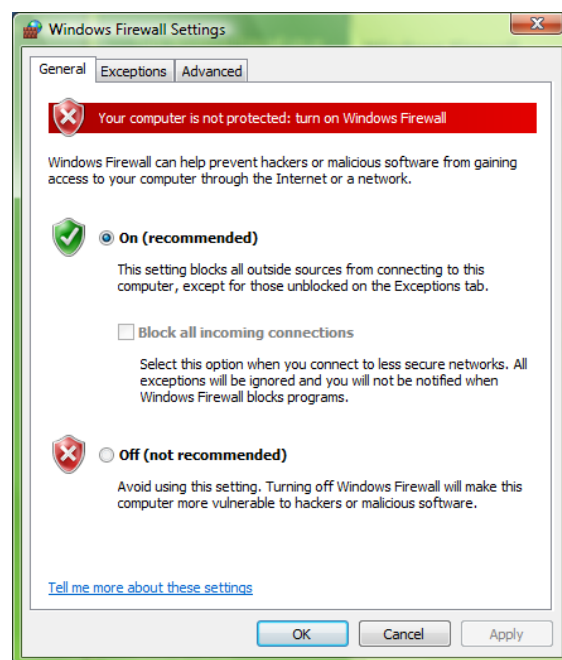 Windows Firewall Settings
General Exceptions Advanced
Your computer is not protected: turn on Windows Firewall
Windows Firewall can help prevent hackers or malicious software from gaining
access to your computer through the Internet or a network.
On (recommended)
This setting blocks all outside sources from connecting to this
computer, except for those unblocked on the Exceptions tab.
Block all incoming connections
Select this option when you connect to less secure networks. All
exceptions will be ignored and you will not be notified when
Windows Firewall blocks programs.
Off (not recommended)
Avoid using this setting. Turning off Windows Firewall will make this
computer more vulnerable to hackers or malicious software.
Tell me more about these settings
OK Cancel Apply